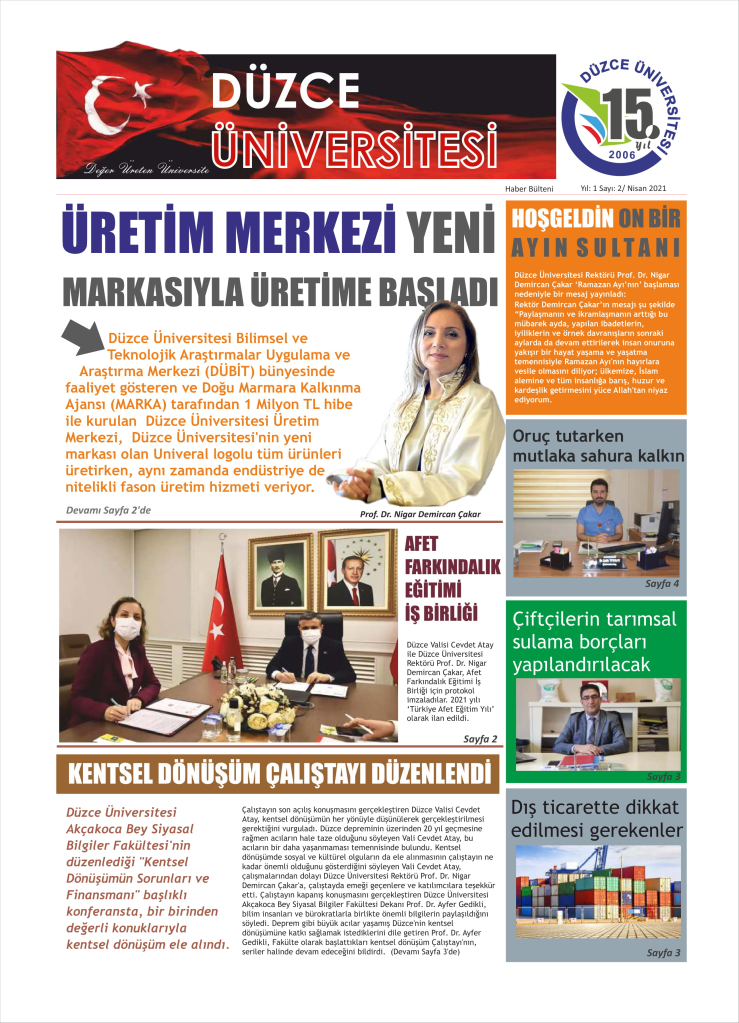 DÜZCE
ÜNİVERSİTESİ
Değer Üreten Üniversite
DÜZCE ÜNİVERSİTESİ
15.
Yıl
2006
Haber Bülteni
Yıl: 1 Sayı: 2/ Nisan 2021
ÜRETİM MERKEZİ YENİ
MARKASIYLA ÜRETİME BAŞLADI
Düzce Üniversitesi Bilimsel ve
Teknolojik Araştırmalar Uygulama ve
Araştırma Merkezi (DÜBİT) bünyesinde
faaliyet gösteren ve Doğu Marmara Kalkınma
Ajansı (MARKA) tarafından 1 Milyon TL hibe
ile kurulan Düzce Üniversitesi Üretim
Merkezi, Düzce Üniversitesi'nin yeni
markası olan Univeral logolu tüm ürünleri
üretirken, aynı zamanda endüstriye de
nitelikli fason üretim hizmeti veriyor.
Devamı Sayfa 2'de
Prof. Dr. Nigar Demircan Çakar
HOŞGELDİN ON BİR
AYIN SULTANI
Düzce Üniversitesi Rektörü Prof. Dr. Nigar
Demircan Çakar ‘Ramazan Ayı’nın’ başlaması
nedeniyle bir mesaj yayınladı:
Rektör Demircan Çakar’ın mesajı şu şekilde
“Paylaşmanın ve ikramlaşmanın arttığı bu
mübarek ayda, yapılan ibadetlerin,
iyiliklerin ve örnek davranışların sonraki
aylarda da devam ettirilerek insan onuruna
yakışır bir hayat yaşama ve yaşatma
temennisiyle Ramazan Ayı'nın hayırlara
vesile olmasını diliyor; ülkemize, İslam
alemine ve tüm insanlığa barış, huzur ve
kardeşlik getirmesini yüce Allah'tan niyaz
ediyorum.
Oruç tutarken
mutlaka sahura kalkın
Sayfa 4
AFET
FARKINDALIK
EĞİTİMİ
İŞ BİRLİĞİ
Düzce Valisi Cevdet Atay
ile Düzce Üniversitesi
Rektörü Prof. Dr. Nigar
Demircan Çakar, Afet
Farkındalık Eğitimi İş
Birliği için protokol
imzaladılar. 2021 yılı
‘Türkiye Afet Eğitim Yılı’
olarak ilan edildi.
Sayfa 2
Çiftçilerin tarımsal
sulama borçları
yapılandırılacak
Sayfa 3
KENTSEL DÖNÜŞÜM ÇALIŞTAYI DÜZENLENDİ
Düzce Üniversitesi
Akçakoca Bey Siyasal
Bilgiler Fakültesi'nin
düzenlediği "Kentsel
Dönüşümün Sorunları ve
Finansmanı" başlıklı
konferansta, bir birinden
değerli konuklarıyla
kentsel dönüşüm ele alındı.
Çalıştayın son açılış konuşmasını gerçekleştiren Düzce Valisi Cevdet
Atay, kentsel dönüşümün her yönüyle düşünülerek gerçekleştirilmesi
gerektiğini vurguladı. Düzce depreminin üzerinden 20 yıl geçmesine
rağmen acıların hale taze olduğunu söyleyen Vali Cevdet Atay, bu
acıların bir daha yaşanmaması temennisinde bulundu. Kentsel
dönüşümde sosyal ve kültürel olguların da ele alınmasının çalıştayın ne
kadar önemli olduğunu gösterdiğini söyleyen Vali Cevdet Atay,
çalışmalarından dolayı Düzce Üniversitesi Rektörü Prof. Dr. Nigar
Demircan Çakar'a, çalıştayda emeği geçenlere ve katılımcılara teşekkür
etti. Çalıştayın kapanış konuşmasını gerçekleştiren Düzce Üniversitesi
Akçakoca Bey Siyasal Bilgiler Fakültesi Dekanı Prof. Dr. Ayfer Gedikli,
bilim insanları ve bürokratlarla birlikte önemli bilgilerin paylaşıldığını
söyledi. Deprem gibi büyük acılar yaşamış Düzce'nin kentsel
dönüşümüne katkı sağlamak istediklerini dile getiren Prof. Dr. Ayfer
Gedikli, Fakülte olarak başlattıkları kentsel dönüşüm Çalıştayı'nın,
seriler halinde devam edeceğini bildirdi. (Devamı Sayfa 3'de)
Dış ticarette dikkat
edilmesi gerekenler
Sayfa 3